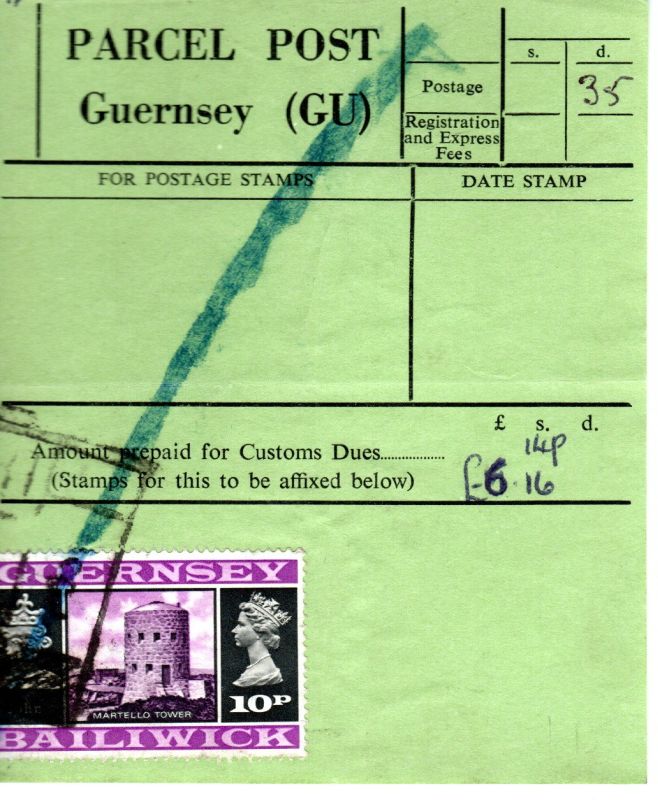 PARCEL POST
Guernsey (GU)
s. d.
Postage 35
Registration
and Express
Fees
FOR POSTAGE STAMPS DATE STAMP
£ s. d.
Amount prepaid for Customs Dues..................
14p
(Stamps for this to be affixed below) £6.16
GUERNSEY
MARTELLO TOWER
10P
BAILIWICK